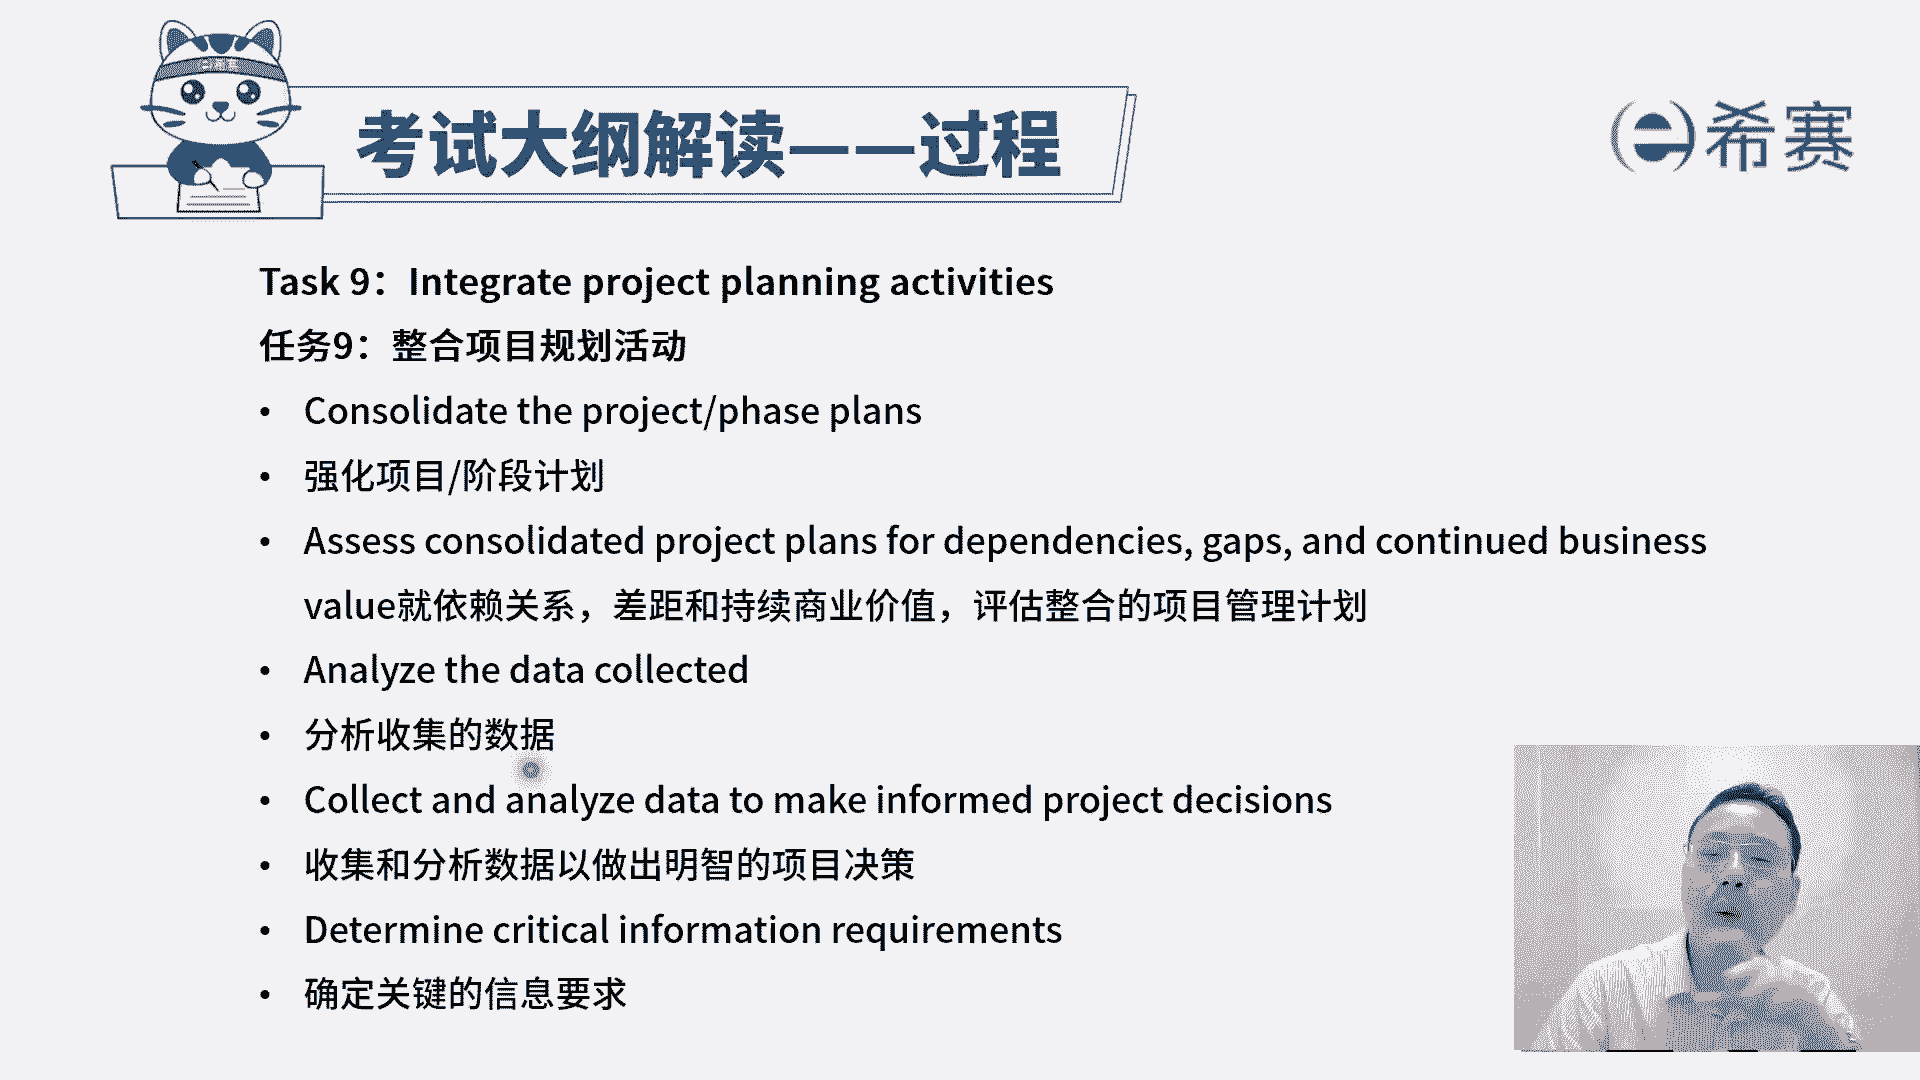 考试大纲解读——过程
希赛
Task 9：Integrate project planning activities
任务9：整合项目规划活动
• Consolidate the project/phase plans
• 强化项目/阶段计划
• Assess consolidated project plans for dependencies, gaps, and continued business
value就依赖关系，差距和持续商业价值，评估整合的项目管理计划
• Analyze the data collected
• 分析收集的数据
• Collect and analyze data to make informed project decisions
• 收集和分析数据以做出明智的项目决策
• Determine critical information requirements
• 确定关键的信息要求